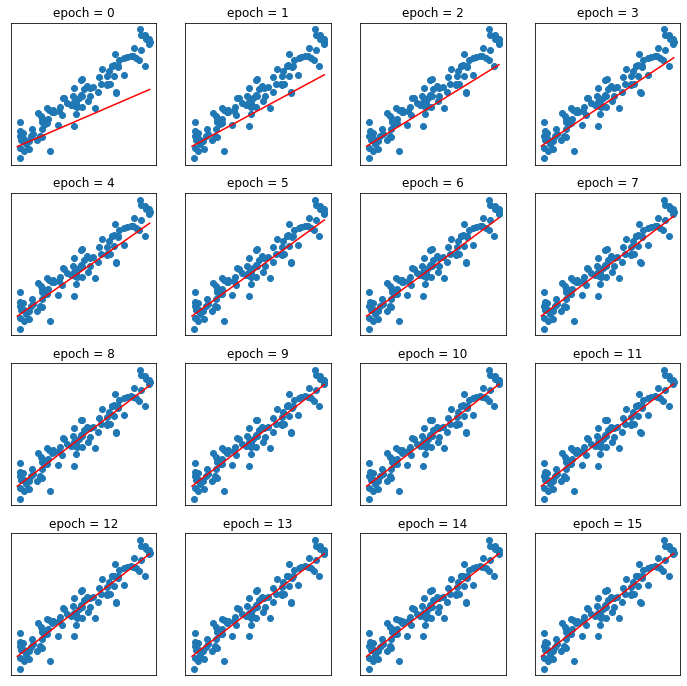 epoch = 0
epoch = 1
epoch = 2
epoch = 3
epoch = 4
epoch = 5
epoch = 6
epoch = 7
epoch = 8
epoch = 9
epoch = 10
epoch = 11
epoch = 12
epoch = 13
epoch = 14
epoch = 15